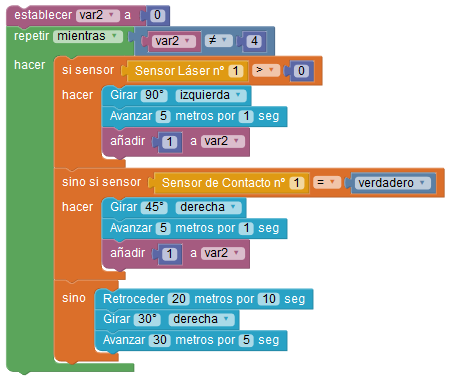 establecer var2 a 0
repetir mientras var2 ≠ 4
hacer si sensor Sensor Láser nº 1 > 0
hacer Girar 90° izquierda
Avanzar 5 metros por 1 seg
añadir 1 a var2
sino si sensor Sensor de Contacto nº 1 = verdadero
hacer Girar 45° derecha
Avanzar 5 metros por 1 seg
añadir 1 a var2
sino Retroceder 20 metros por 10 seg
Girar 30° derecha
Avanzar 30 metros por 5 seg